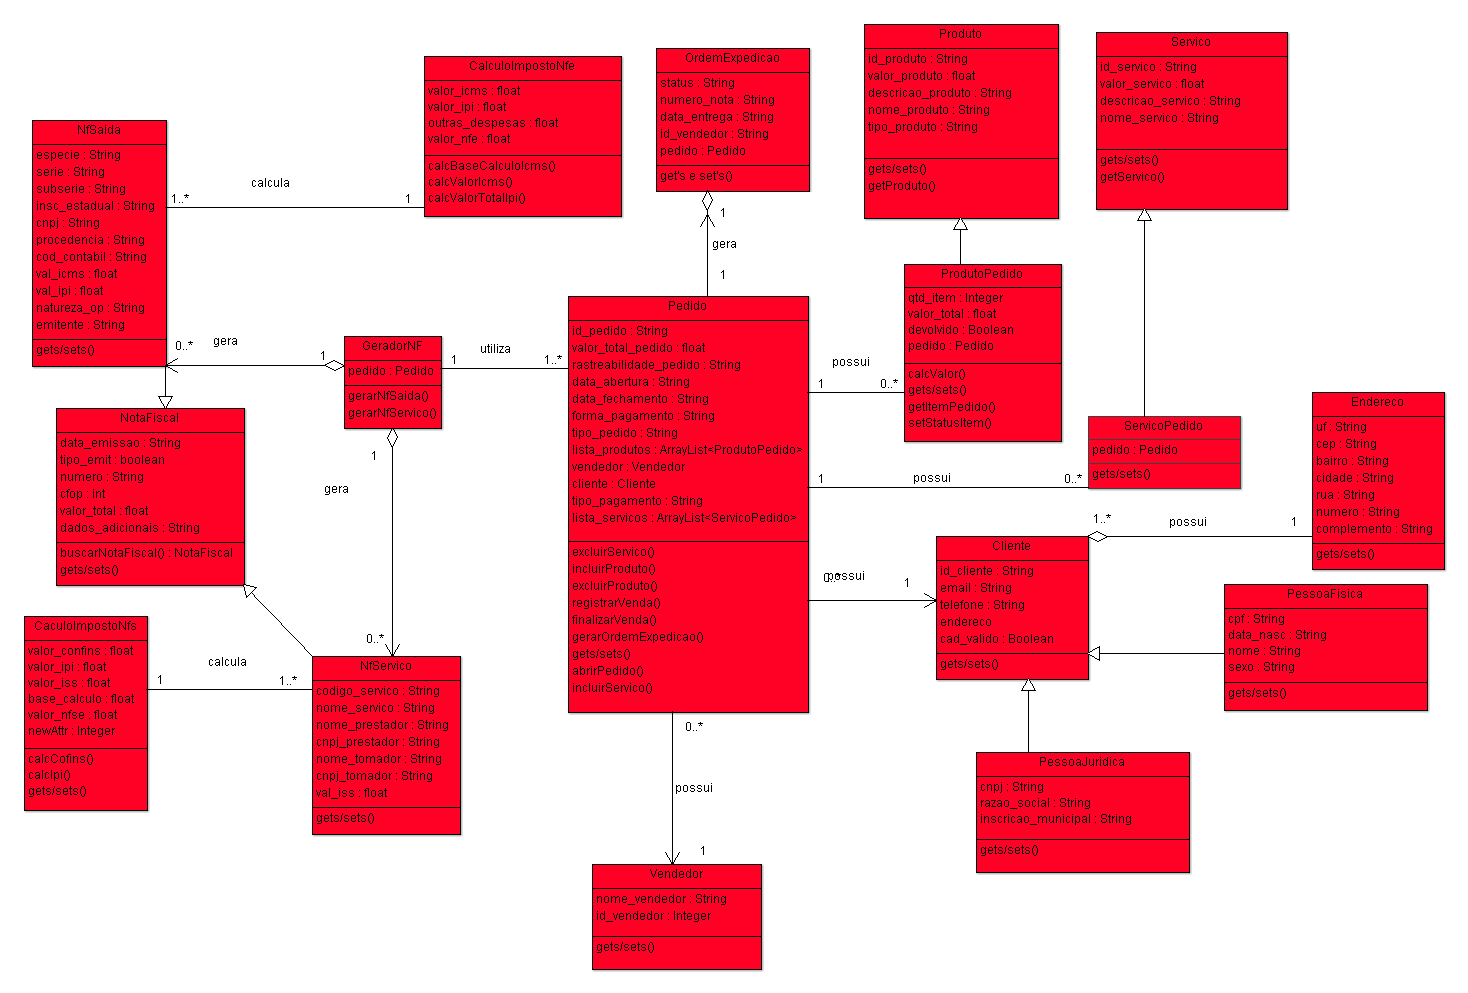 NfSaida
especie : String
serie : String
subserie : String
insc_estadual : String
cnpj : String
procedencia : String
cod_contabil : String
val_icms : float
val_ipi : float
natureza_op : String
emitente : String
gets/sets()
calcula
1..*
1
CalculoImpostoNfe
valor_icms : float
valor_ipi : float
outras_despesas : float
valor_nfe : float
calcBaseCalculoIcms()
calcValorIcms()
calcValorTotalIpi()
OrdemExpedicao
status : String
numero_nota : String
data_entrega : String
id_vendedor : String
pedido : Pedido
get's e set's()
1
gera
1
Produto
id_produto : String
valor_produto : float
descricao_produto : String
nome_produto : String
tipo_produto : String
gets/sets()
getProduto()
Servico
id_servico : String
valor_servico : float
descricao_servico : String
nome_servico : String
gets/sets()
getServico()
ProdutoPedido
qtd_item : Integer
valor_total : float
devolvido : Boolean
pedido : Pedido
calcValor()
gets/sets()
getItemPedido()
setStatusItem()
0..*
gera
1
GeradorNF
pedido : Pedido
gerarNfSaida()
gerarNfServico()
1
utiliza
1..*
Pedido
id_pedido : String
valor_total_pedido : float
rastreabilidade_pedido : String
data_abertura : String
data_fechamento : String
forma_pagamento : String
tipo_pedido : String
lista_produtos : ArrayList<ProdutoPedido>
vendedor : Vendedor
cliente : Cliente
tipo_pagamento : String
lista_servicos : ArrayList<ServicoPedido>
excluirServico()
incluirProduto()
excluirProduto()
registrarVenda()
finalizarVenda()
gerarOrdemExpedicao()
gets/sets()
abrirPedido()
incluirServico()
possui
1
0..*
1
possui
0..*
ServicoPedido
pedido : Pedido
gets/sets()
Endereco
uf : String
cep : String
bairro : String
cidade : String
rua : String
numero : String
complemento : String
gets/sets()
1..*
possui
1
NotaFiscal
data_emissao : String
tipo_emit : boolean
numero : String
cfop : int
valor_total : float
dados_adicionais : String
buscarNotaFiscal() : NotaFiscal
gets/sets()
1
gera
0..*
0..*
possui
1
Cliente
id_cliente : String
email : String
telefone : String
endereco
cad_valido : Boolean
gets/sets()
PessoaFisica
cpf : String
data_nasc : String
nome : String
sexo : String
gets/sets()
CaculoImpostoNfs
valor_confins : float
valor_ipi : float
valor_iss : float
base_calculo : float
valor_nfse : float
newAttr : Integer
calcCofins()
calcIpi()
gets/sets()
calcula
1
1..*
NfServico
codigo_servico : String
nome_servico : String
nome_prestador : String
cnpj_prestador : String
nome_tomador : String
cnpj_tomador : String
val_iss : float
gets/sets()
0..*
possui
1
PessoaJuridica
cnpj : String
razao_social : String
inscricao_municipal : String
gets/sets()
Vendedor
nome_vendedor : String
id_vendedor : Integer
gets/sets()